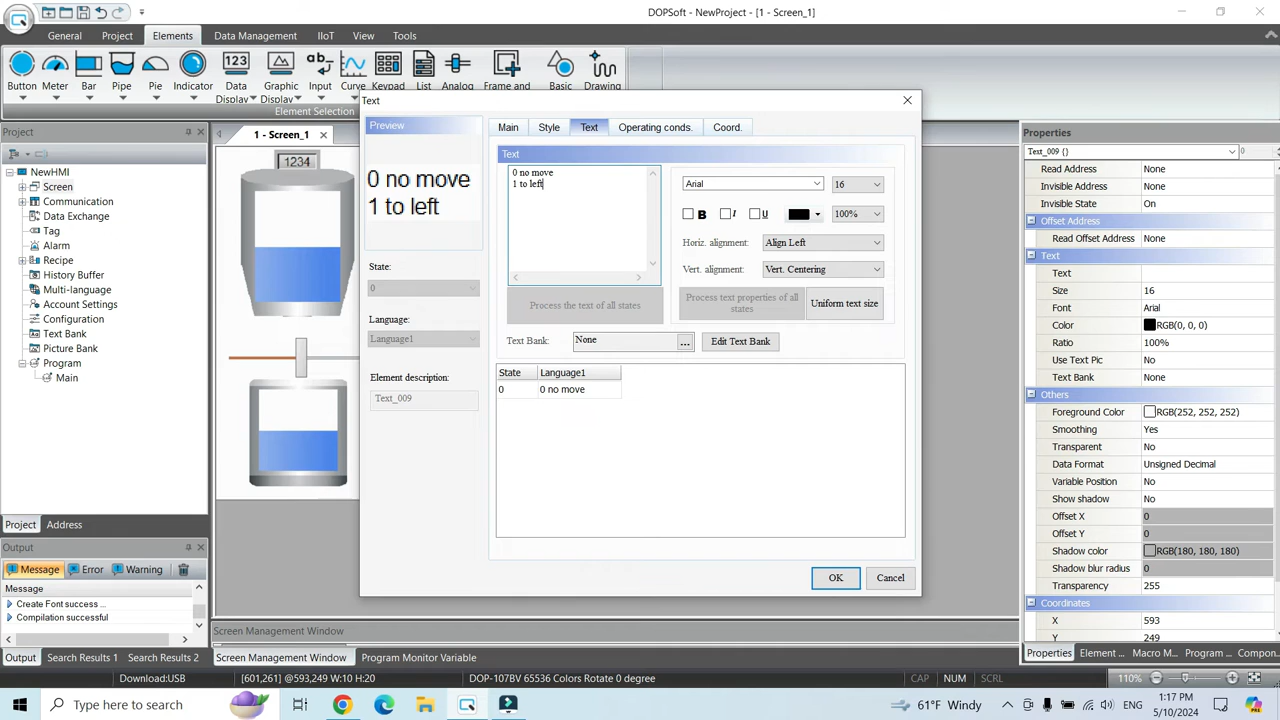 DOPSoft - NewProject - [1 - Screen_1]
General Project Elements Data Management IIoT View Tools
Button Meter Bar Pipe Pie Indicator Data Display Graphic Display Input Curve Keypad List Analog Frame and Basic Drawing
Element Selection
Project
NewHMI
Screen
Communication
Data Exchange
Tag
Alarm
Recipe
History Buffer
Multi-language
Account Settings
Configuration
Text Bank
Picture Bank
Program
Main
Project Address
Output
Message Error Warning
Message
Create Font success ...
Compilation successful
Output Search Results 1 Search Results 2
1 - Screen_1
1234
Text
Preview
0 no move
1 to left
State:
0
Language:
Language1
Element description:
Text_009
Main Style Text Operating conds. Coord.
Text
0 no move
1 to left
Arial 16
B I U 100%
Horiz. alignment: Align Left
Vert. alignment: Vert. Centering
Process the text of all states
Process text properties of all states
Uniform text size
Text Bank: None ... Edit Text Bank
State Language1
0 0 no move
OK Cancel
Screen Management Window
Screen Management Window Program Monitor Variable
Properties
Text_009 {}
Read Address None
Invisible Address None
Invisible State On
Offset Address
Read Offset Address None
Text
Text
Size 16
Font Arial
Color RGB(0, 0, 0)
Ratio 100%
Use Text Pic No
Text Bank None
Others
Foreground Color RGB(252, 252, 252)
Smoothing Yes
Transparent No
Data Format Unsigned Decimal
Variable Position No
Show shadow No
Offset X 0
Offset Y 0
Shadow color RGB(180, 180, 180)
Shadow blur radius 0
Transparency 255
Coordinates
X 593
Y 249
Properties Element ... Macro M... Program ... Compon...
Download:USB [601,261] @593,249 W:10 H:20 DOP-107BV 65536 Colors Rotate 0 degree CAP NUM SCRL 110%
Type here to search
61°F Windy
1:17 PM
5/10/2024